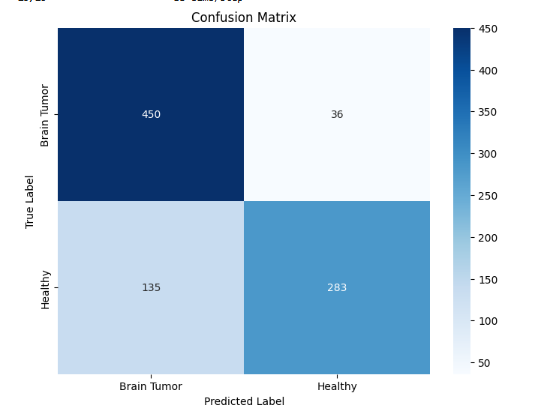 Confusion Matrix
Brain Tumor
450
36
Healthy
135
283
True Label
Brain Tumor
Healthy
Predicted Label
450
400
350
300
250
200
150
100
50